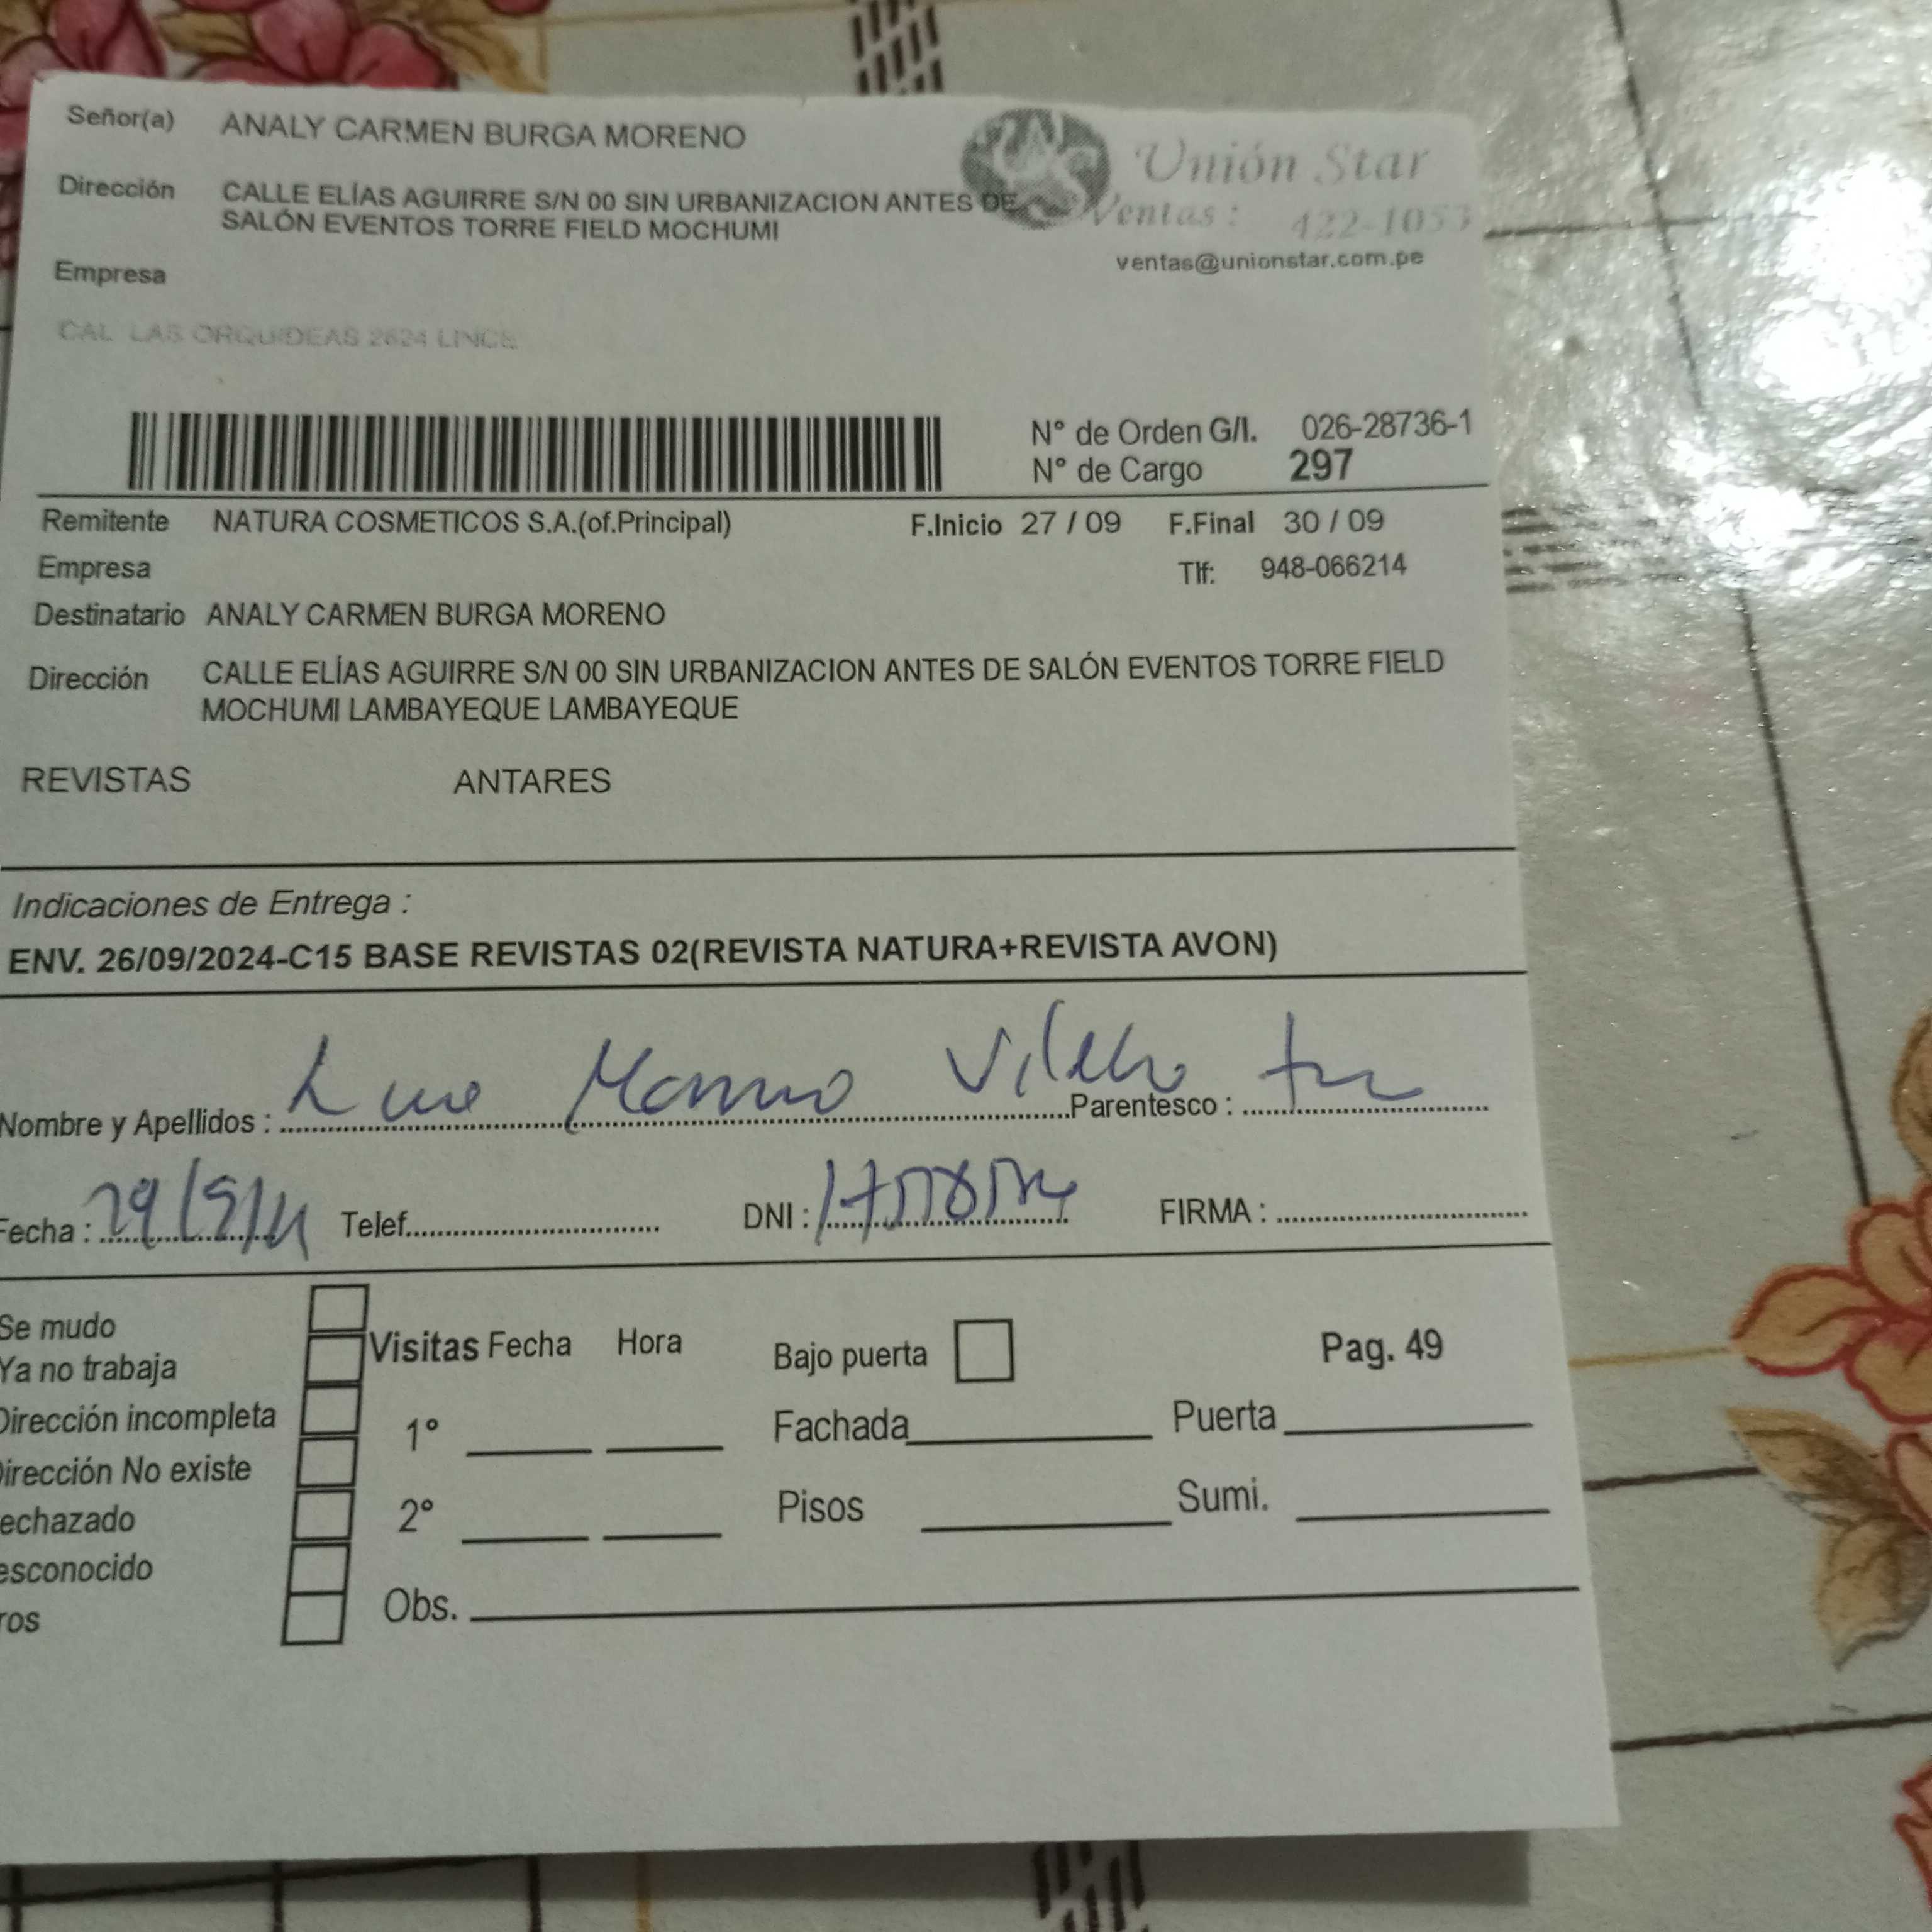 Señor(a) ANALY CARMEN BURGA MORENO
Unión Star
Dirección CALLE ELÍAS AGUIRRE S/N 00 SIN URBANIZACION ANTES DE
SALÓN EVENTOS TORRE FIELD MOCHUMI
Ventas: 422-1053
ventas@unionstar.com.pe
Empresa
CAL LAS ORQUIDEAS 2624 LINCE
N° de Orden G/I. 026-28736-1
N° de Cargo 297
Remitente NATURA COSMETICOS S.A.(of.Principal) F.Inicio 27 / 09 F.Final 30 / 09
Empresa Tlf: 948-066214
Destinatario ANALY CARMEN BURGA MORENO
Dirección CALLE ELÍAS AGUIRRE S/N 00 SIN URBANIZACION ANTES DE SALÓN EVENTOS TORRE FIELD
MOCHUMI LAMBAYEQUE LAMBAYEQUE
REVISTAS ANTARES
Indicaciones de Entrega :
ENV. 26/09/2024-C15 BASE REVISTAS 02(REVISTA NATURA+REVISTA AVON)
Nombre y Apellidos : Parentesco :
Fecha : Telef. DNI : FIRMA :
Se mudo
Ya no trabaja
Dirección incompleta
irección No existe
echazado
esconocido
ros
Visitas Fecha Hora
1°
2°
Obs.
Bajo puerta Pag. 49
Fachada Puerta
Pisos Sumi.